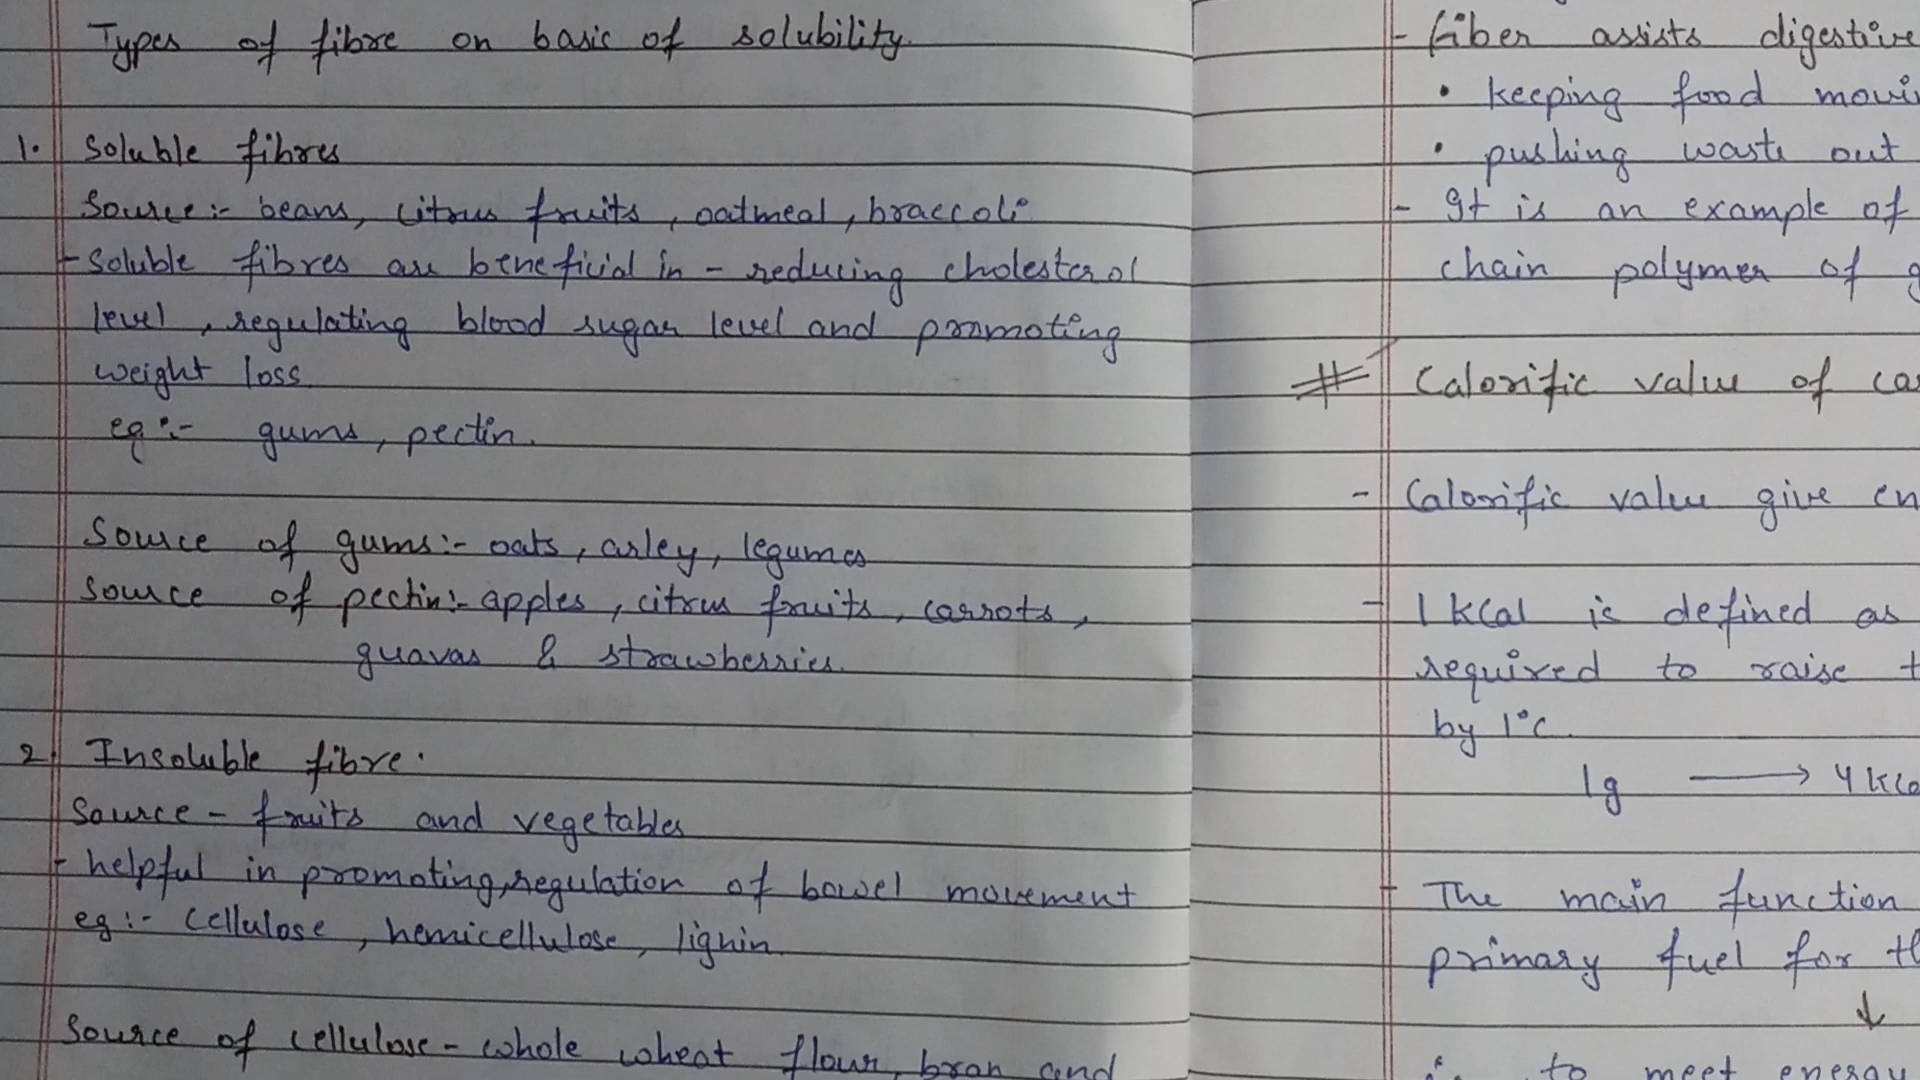 Types of fibre on basic of solubility.
1. Soluble fibres
Source:- beans, citrus fruits, oatmeal, braccoli
- Soluble fibres are beneficial in - reducing cholesterol
level, regulating blood sugar level and promoting
weight loss.
eg:- gums, pectin.
Source of gums:- oats, arley, legumes
Source of pectin:- apples, citrus fruits, carrots,
guavas & strawberries.
2. Insoluble fibre.
Source - fruits and vegetables
- helpful in promoting, regulation of bowel movement
eg:- cellulose, hemicellulose, lignin.
Source of cellulose - whole wheat flour, bran and
- fiber assists digestive
• keeping food movi
• pushing waste out
- It is an example of
chain polymer of g
# Calorific value of ca
- Calorific value give en
- 1 kcal is defined as
required to raise t
by 1°C.
1g → 4 kca
- The main function
primary fuel for th
↓
to meet energy